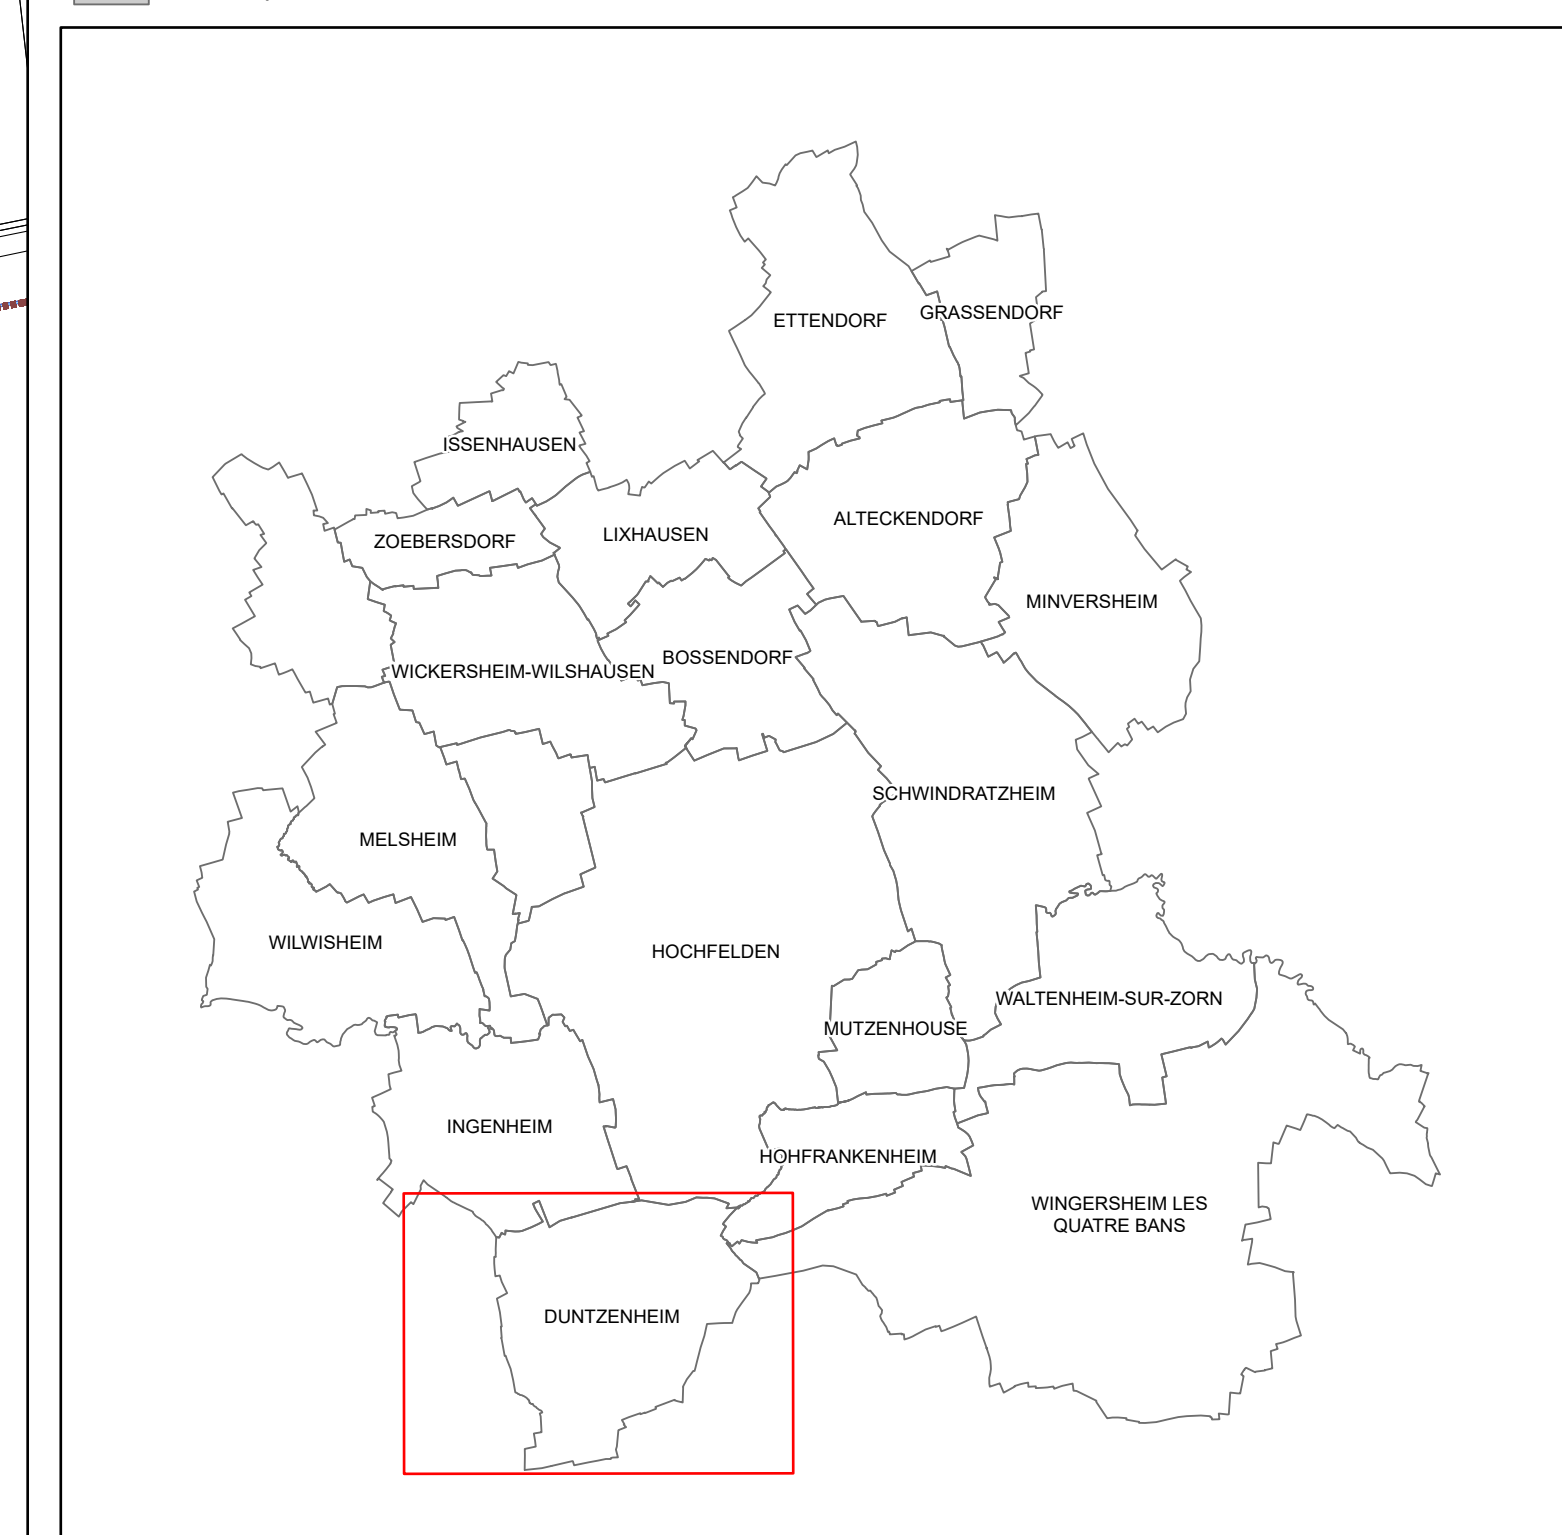 GRASSENDORF
ETTENDORF
ISSENHAUSEN
ALTECKENDORF
LIXHAUSEN
ZOEBERSDORF
MINVERSHEIM
BOSSENDORF
WICKERSHEIM-WILSHAUSEN
SCHWINDRATZHEIM
MELSHEIM
WILWISHEIM
HOCHFELDEN
WALTENHEIM-SUR-ZORN
MUTZENHOUSE
INGENHEIM
HOHFRANKENHEIM
WINGERSHEIM LES
QUATRE BANS
DUNTZENHEIM